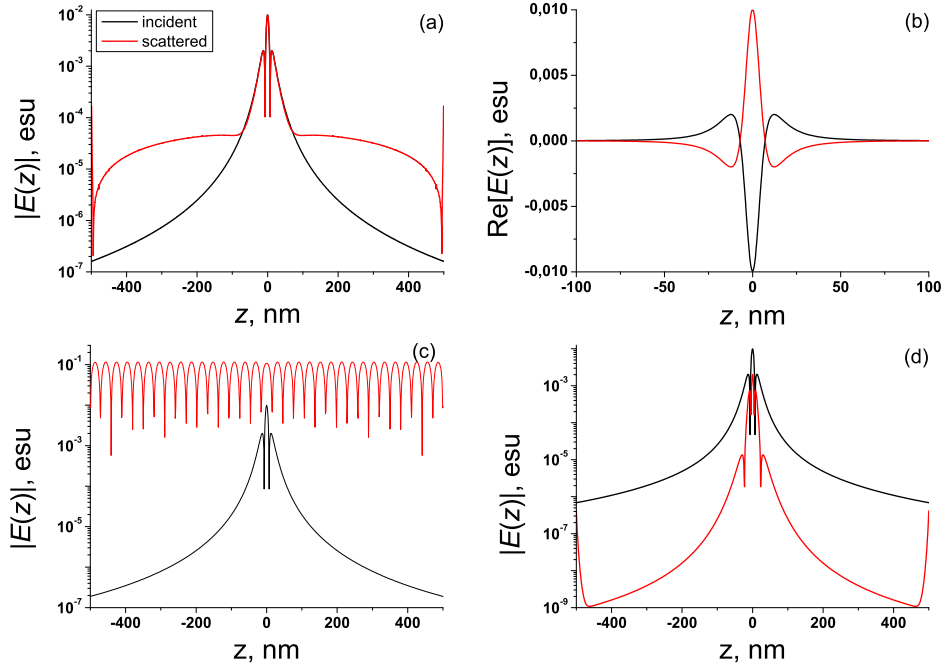 (a)
incident
scattered
10⁻²
10⁻³
10⁻⁴
10⁻⁵
10⁻⁶
10⁻⁷
|E(z)|, esu
-400 -200 0 200 400
z, nm
(b)
0,010
0,005
0,000
-0,005
-0,010
Re[E(z)], esu
-100 -50 0 50 100
z, nm
(c)
10⁻¹
10⁻³
10⁻⁵
10⁻⁷
|E(z)|, esu
-400 -200 0 200 400
z, nm
(d)
10⁻³
10⁻⁵
10⁻⁷
10⁻⁹
|E(z)|, esu
-400 -200 0 200 400
z, nm